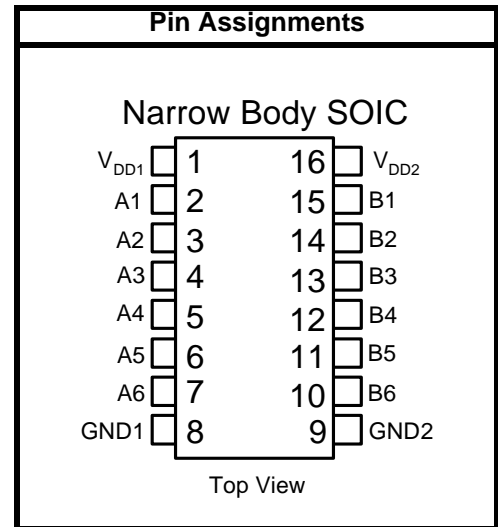 Pin Assignments
Narrow Body SOIC
VDD1 1 16 VDD2
A1 2 15 B1
A2 3 14 B2
A3 4 13 B3
A4 5 12 B4
A5 6 11 B5
A6 7 10 B6
GND1 8 9 GND2
Top View